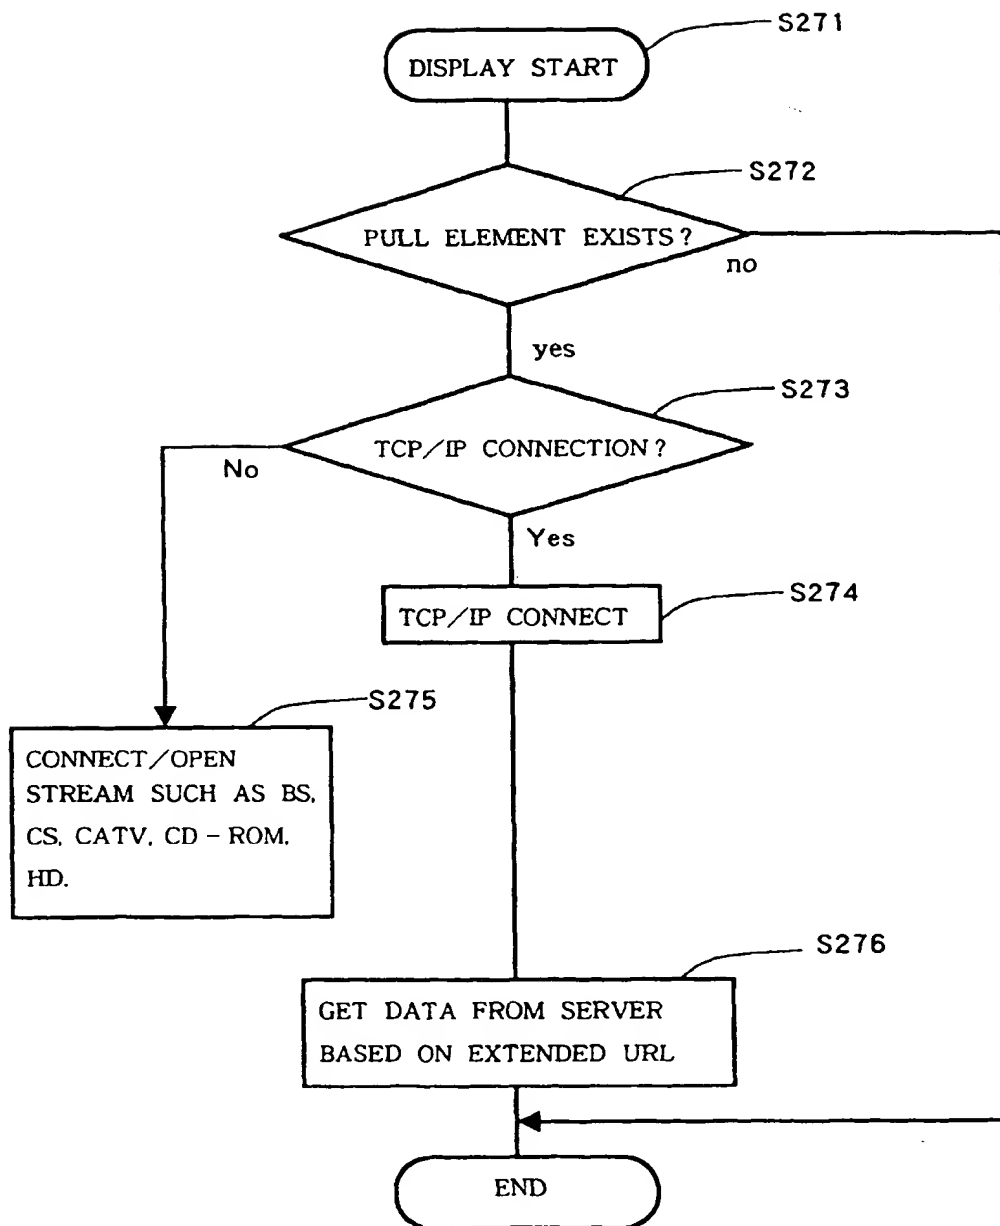 S271
DISPLAY START
S272
PULL ELEMENT EXISTS?
no
yes
S273
TCP/IP CONNECTION?
No
Yes
S274
TCP/IP CONNECT
S275
CONNECT/OPEN
STREAM SUCH AS BS,
CS, CATV, CD-ROM,
HD.
S276
GET DATA FROM SERVER
BASED ON EXTENDED URL
END